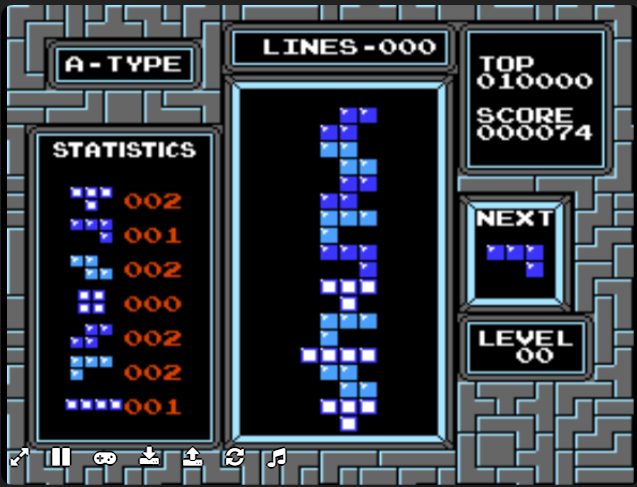 A-TYPE
LINES-000
TOP
010000
SCORE
000074
STATISTICS
002
001
002
000
002
002
001
NEXT
LEVEL
00